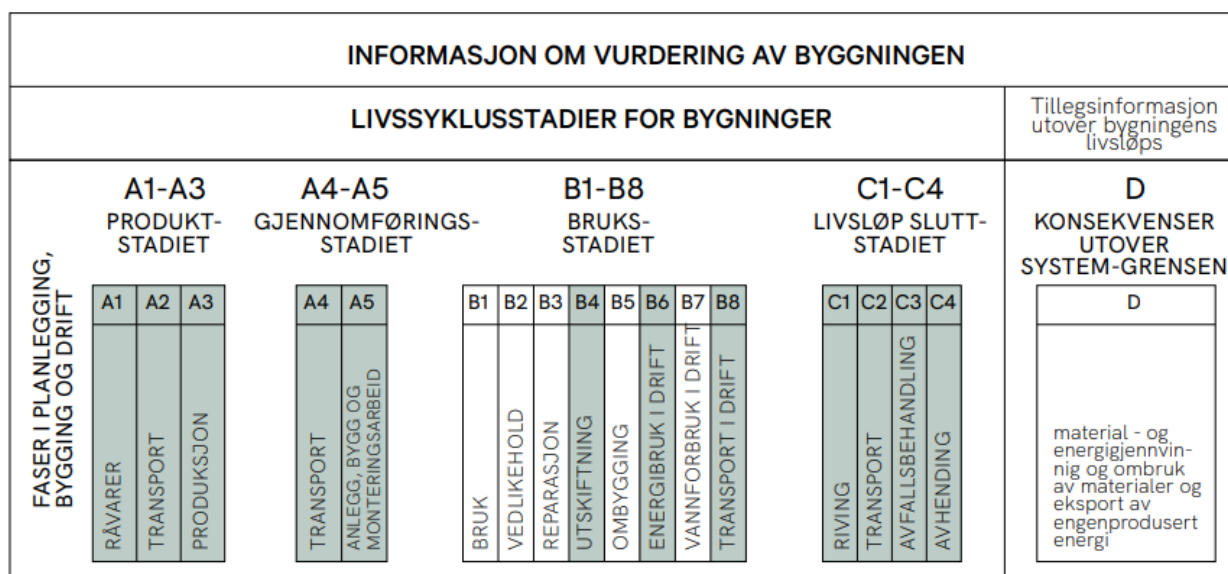 INFORMASJON OM VURDERING AV BYGGNINGEN
LIVSSYKLUSSTADIER FOR BYGNINGER
Tillegsinformasjon
utover bygningens
livsløps
FASER I PLANLEGGING,
BYGGING OG DRIFT
A1-A3
PRODUKT-
STADIET
A1
A2
A3
RÅVARER
TRANSPORT
PRODUKSJON
A4-A5
GJENNOMFØRINGS-
STADIET
A4
A5
TRANSPORT
ANLEGG, BYGG OG
MONTERINGSARBEID
B1-B8
BRUKS-
STADIET
B1
B2
B3
B4
B5
B6
B7
B8
BRUK
VEDLIKEHOLD
REPARASJON
UTSKIFTNING
OMBYGGING
ENERGIBRUK I DRIFT
VANNFORBRUK I DRIFT
TRANSPORT I DRIFT
C1-C4
LIVSLØP SLUTT-
STADIET
C1
C2
C3
C4
RIVING
TRANSPORT
AVFALLSBEHANDLING
AVHENDING
D
KONSEKVENSER
UTOVER
SYSTEM-GRENSEN
D
material - og
energigjennvin-
nig og ombruk
av materialer og
eksport av
engenprodusert
energi